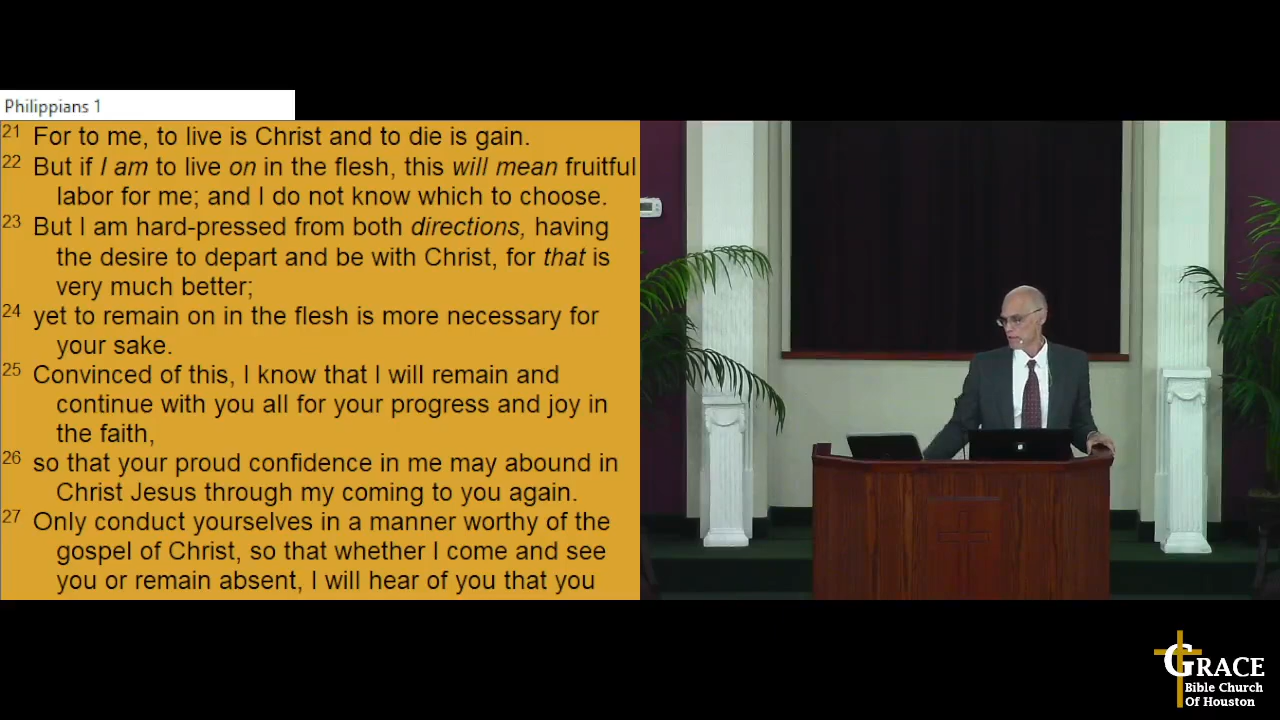 Philippians 1
21 For to me, to live is Christ and to die is gain.
22 But if I am to live on in the flesh, this will mean fruitful
labor for me; and I do not know which to choose.
23 But I am hard-pressed from both directions, having
the desire to depart and be with Christ, for that is
very much better;
24 yet to remain on in the flesh is more necessary for
your sake.
25 Convinced of this, I know that I will remain and
continue with you all for your progress and joy in
the faith,
26 so that your proud confidence in me may abound in
Christ Jesus through my coming to you again.
27 Only conduct yourselves in a manner worthy of the
gospel of Christ, so that whether I come and see
you or remain absent, I will hear of you that you
GRACE
Bible Church
Of Houston